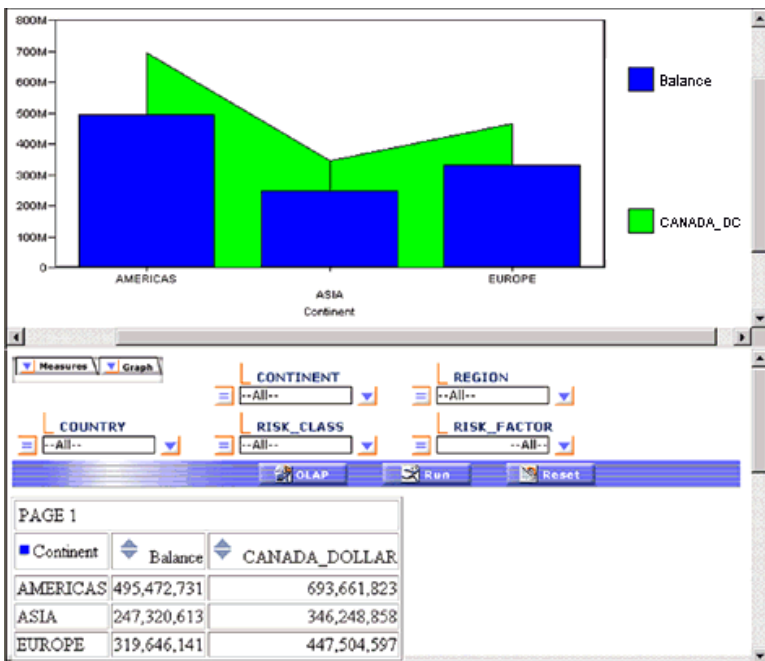 800M
700M
600M
500M
400M
300M
200M
100M
0
AMERICAS
ASIA
EUROPE
Continent
Balance
CANADA_DC
Measures Graph
CONTINENT REGION
--All-- --All--
COUNTRY RISK_CLASS RISK_FACTOR
--All-- --All-- --All--
OLAP Run Reset
PAGE 1
Continent Balance CANADA_DOLLAR
AMERICAS 495,472,731 693,661,823
ASIA 247,320,613 346,248,858
EUROPE 319,646,141 447,504,597